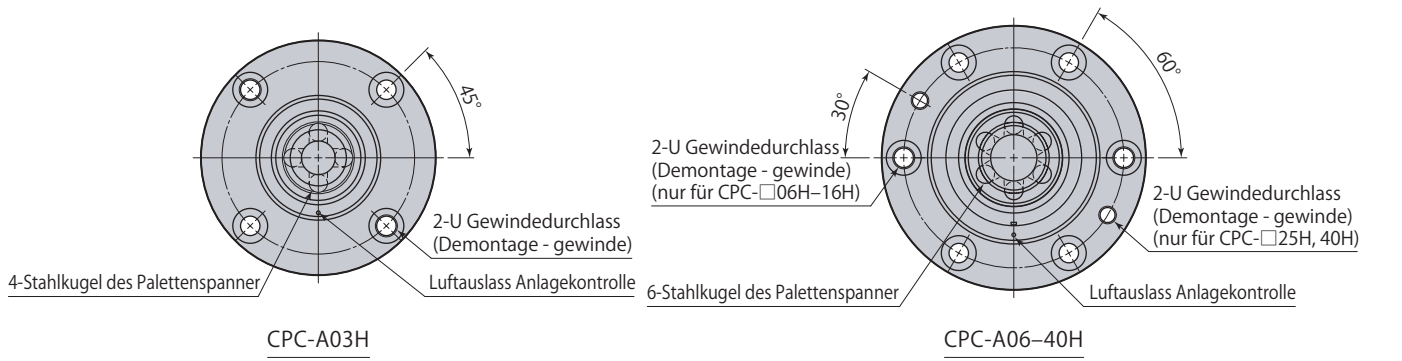 45°
2-U Gewindedurchlass
(Demontage - gewinde)
4-Stahlkugel des Palettenspanner
Luftauslass Anlagekontrolle
CPC-A03H
60°
30°
2-U Gewindedurchlass
(Demontage - gewinde)
(nur für CPC-□06H–16H)
2-U Gewindedurchlass
(Demontage - gewinde)
(nur für CPC-□25H, 40H)
6-Stahlkugel des Palettenspanner
Luftauslass Anlagekontrolle
CPC-A06–40H